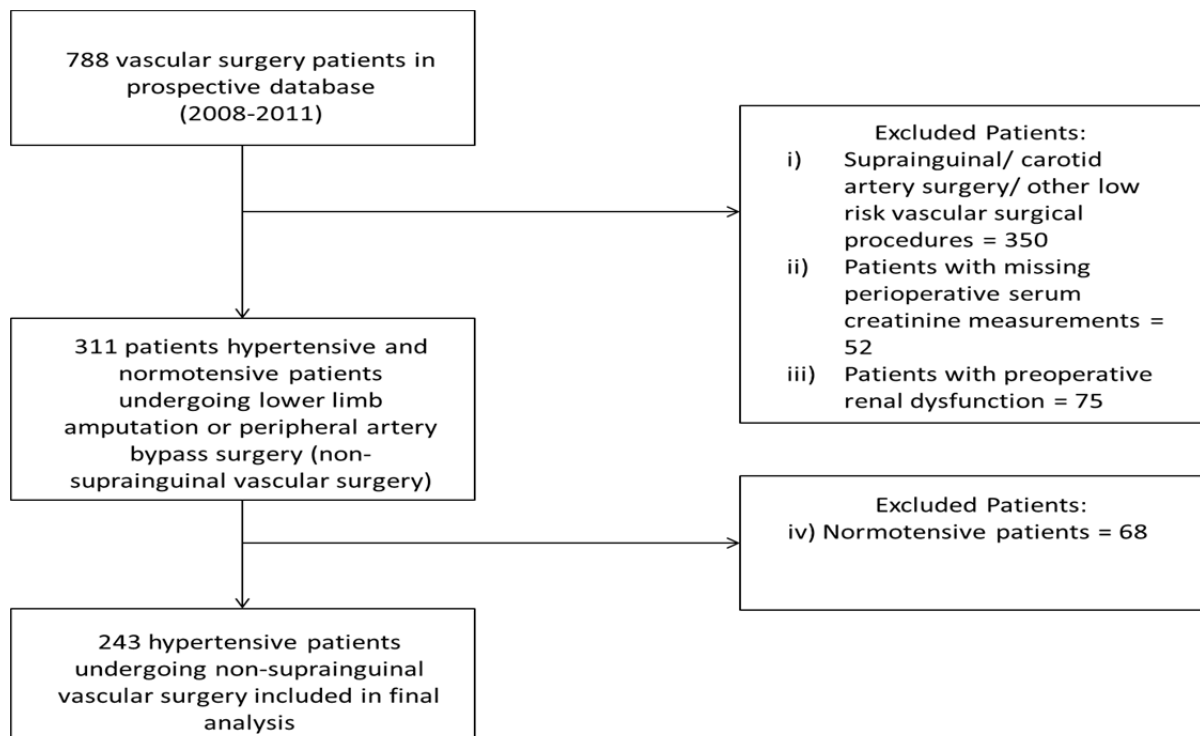 788 vascular surgery patients in
prospective database
(2008-2011)
Excluded Patients:
i) Suprainguinal/ carotid
artery surgery/ other low
risk vascular surgical
procedures = 350
ii) Patients with missing
perioperative serum
creatinine measurements =
52
iii) Patients with preoperative
renal dysfunction = 75
311 patients hypertensive and
normotensive patients
undergoing lower limb
amputation or peripheral artery
bypass surgery (non-
suprainguinal vascular surgery)
Excluded Patients:
iv) Normotensive patients = 68
243 hypertensive patients
undergoing non-suprainguinal
vascular surgery included in final
analysis